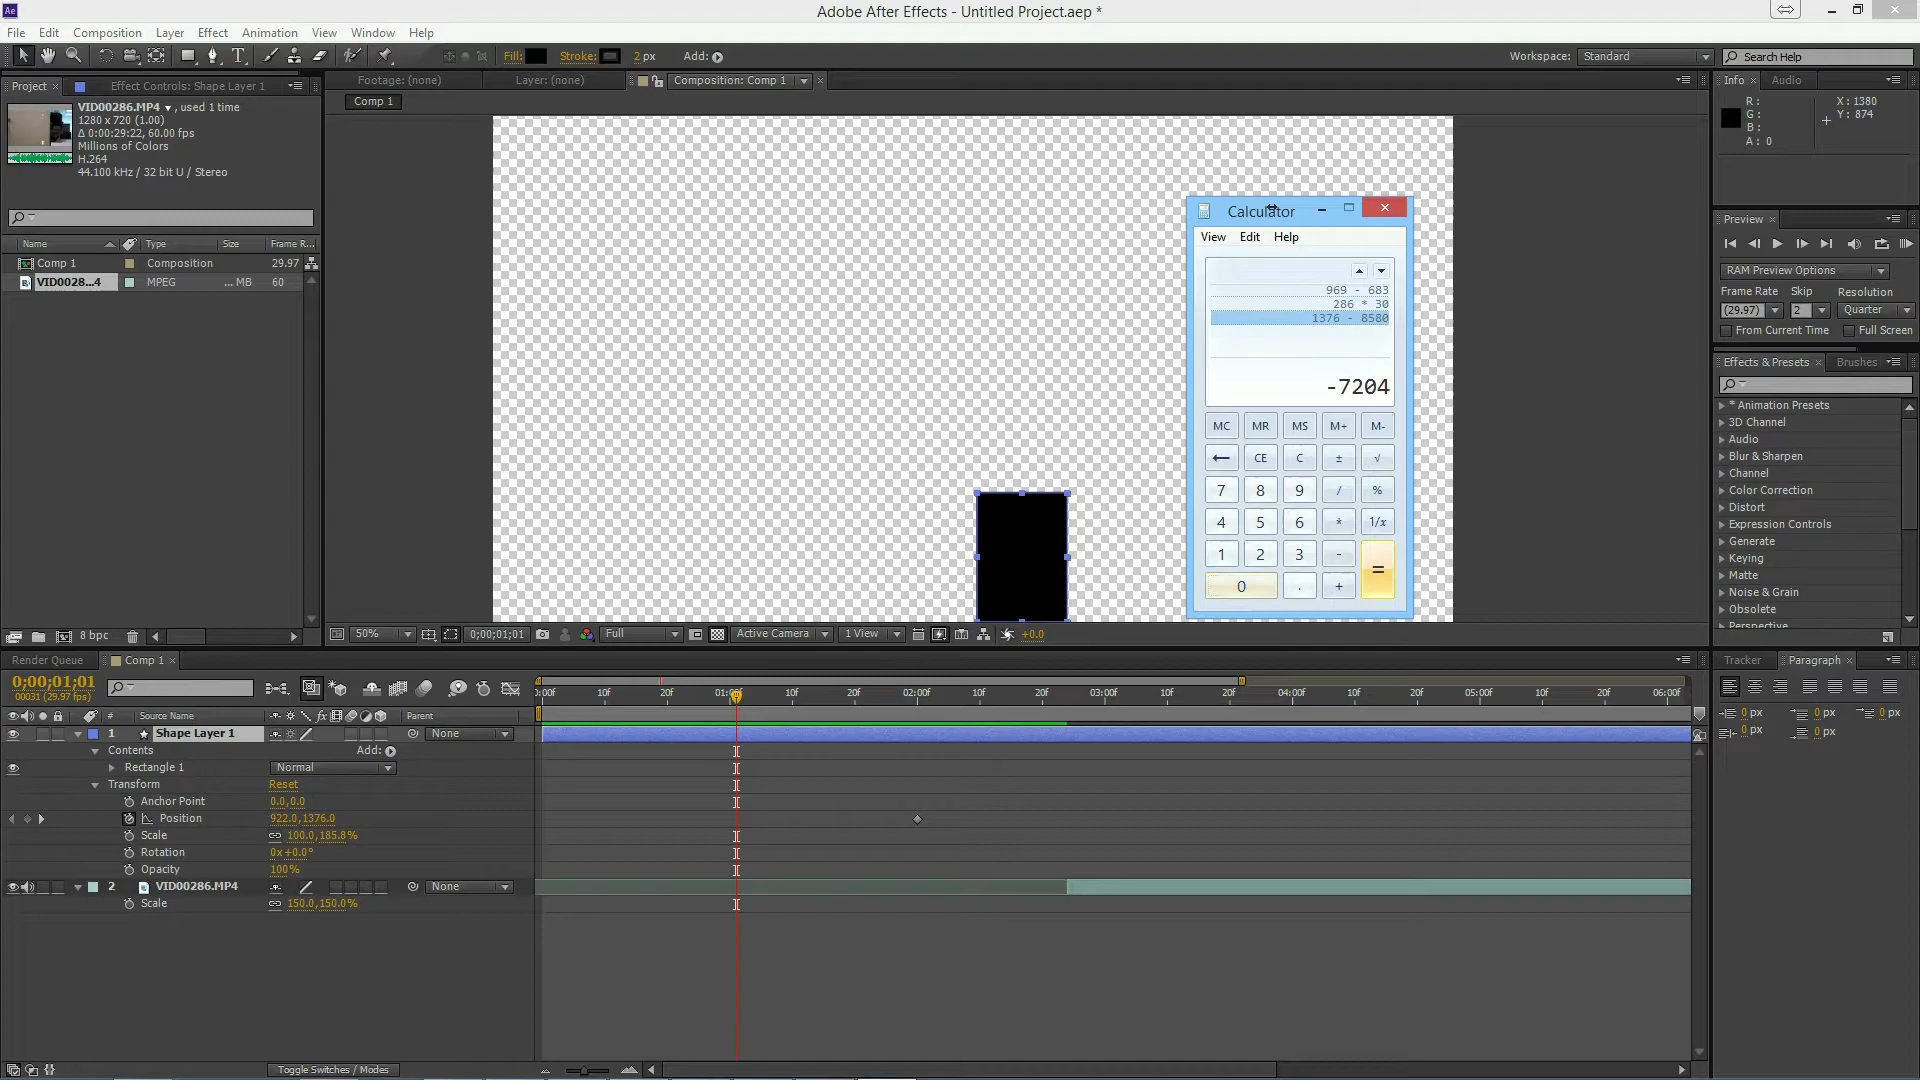 Ae
Adobe After Effects - Untitled Project.aep *
File Edit Composition Layer Effect Animation View Window Help
T Fill: Stroke: 2 px Add:
Workspace: Standard Search Help
Project Effect Controls: Shape Layer 1
VID00286.MP4 , used 1 time
1280 x 720 (1.00)
Δ 0:00:29:22, 60.00 fps
Millions of Colors
H.264
44.100 kHz / 32 bit U / Stereo
Name Type Size Frame R...
Comp 1 Composition 29.97
VID0028...4 MPEG ... MB 60
8 bpc
Footage: (none) Layer: (none) Composition: Comp 1
Comp 1
Calculator
View Edit Help
969 - 683
286 * 30
1376 - 8580
-7204
MC MR MS M+ M-
← CE C ± √
7 8 9 / %
4 5 6 * 1/x
1 2 3 - =
0 . +
50% 0;00;01;01 Full Active Camera 1 View +0.0
Info Audio
R: X: 1380
G: Y: 874
B:
A: 0
Preview
RAM Preview Options
Frame Rate Skip Resolution
(29.97) 2 Quarter
From Current Time Full Screen
Effects & Presets Brushes
* Animation Presets
3D Channel
Audio
Blur & Sharpen
Channel
Color Correction
Distort
Expression Controls
Generate
Keying
Matte
Noise & Grain
Obsolete
Perspective
Render Queue Comp 1
0;00;01;01
00031 (29.97 fps)
0:00f 10f 20f 01:00f 10f 20f 02:00f 10f 20f 03:00f 10f 20f 04:00f 10f 20f 05:00f 10f 20f 06:00f
# Source Name fx Parent
1 Shape Layer 1 None
Contents Add:
Rectangle 1 Normal
Transform Reset
Anchor Point 0.0,0.0
Position 922.0,1376.0
Scale 100.0,185.8%
Rotation 0x+0.0°
Opacity 100%
2 VID00286.MP4 None
Scale 150.0,150.0%
Toggle Switches / Modes
Tracker Paragraph
0 px 0 px 0 px
0 px 0 px